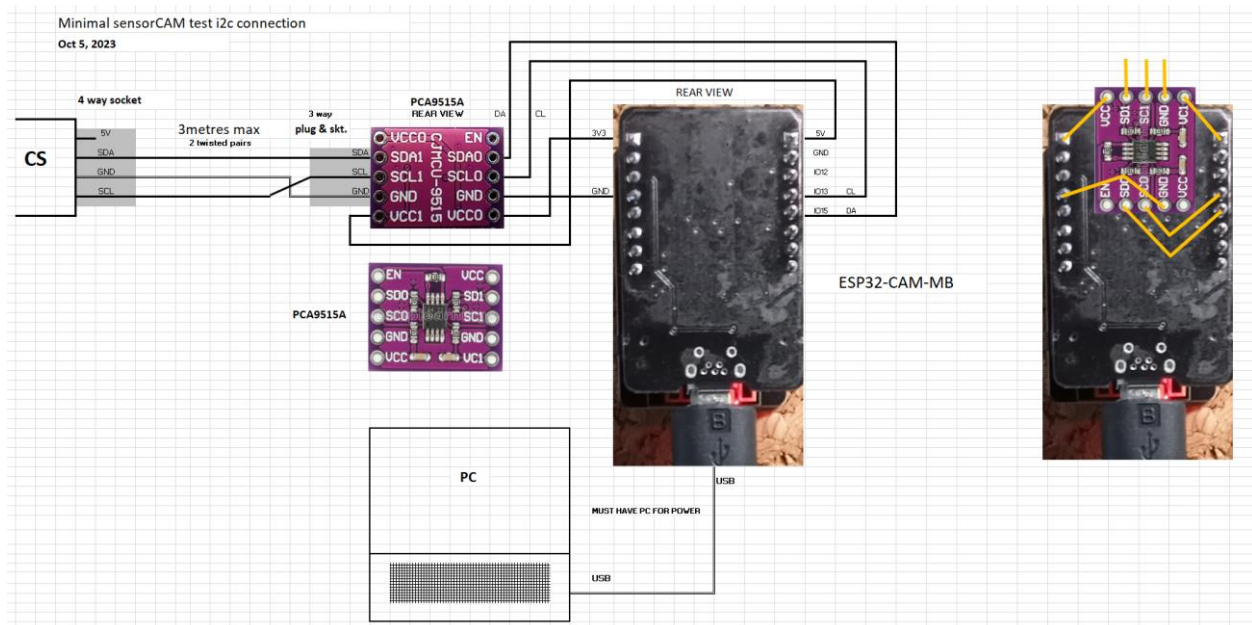 Minimal sensorCAM test i2c connection
Oct 5, 2023
4 way socket
CS
5V
SDA
GND
SCL
3metres max
2 twisted pairs
3 way
plug & skt.
SDA
SCL
GND
PCA9515A
REAR VIEW
DA
CL
VCC0
EN
SDA1
SDA0
SCL1
SCL0
GND
GND
VCC1
VCC0
CJMCU-9515
REAR VIEW
3V3
GND
5V
GND
IO12
IO13
CL
IO15
DA
ESP32-CAM-MB
PCA9515A
EN
VCC
SD0
SD1
SC0
SC1
GND
GND
VCC
VC1
VCC
SD1
SC1
GND
VC1
EN
SD0
SC0
GND
VCC
B
B
PC
USB
MUST HAVE PC FOR POWER
USB